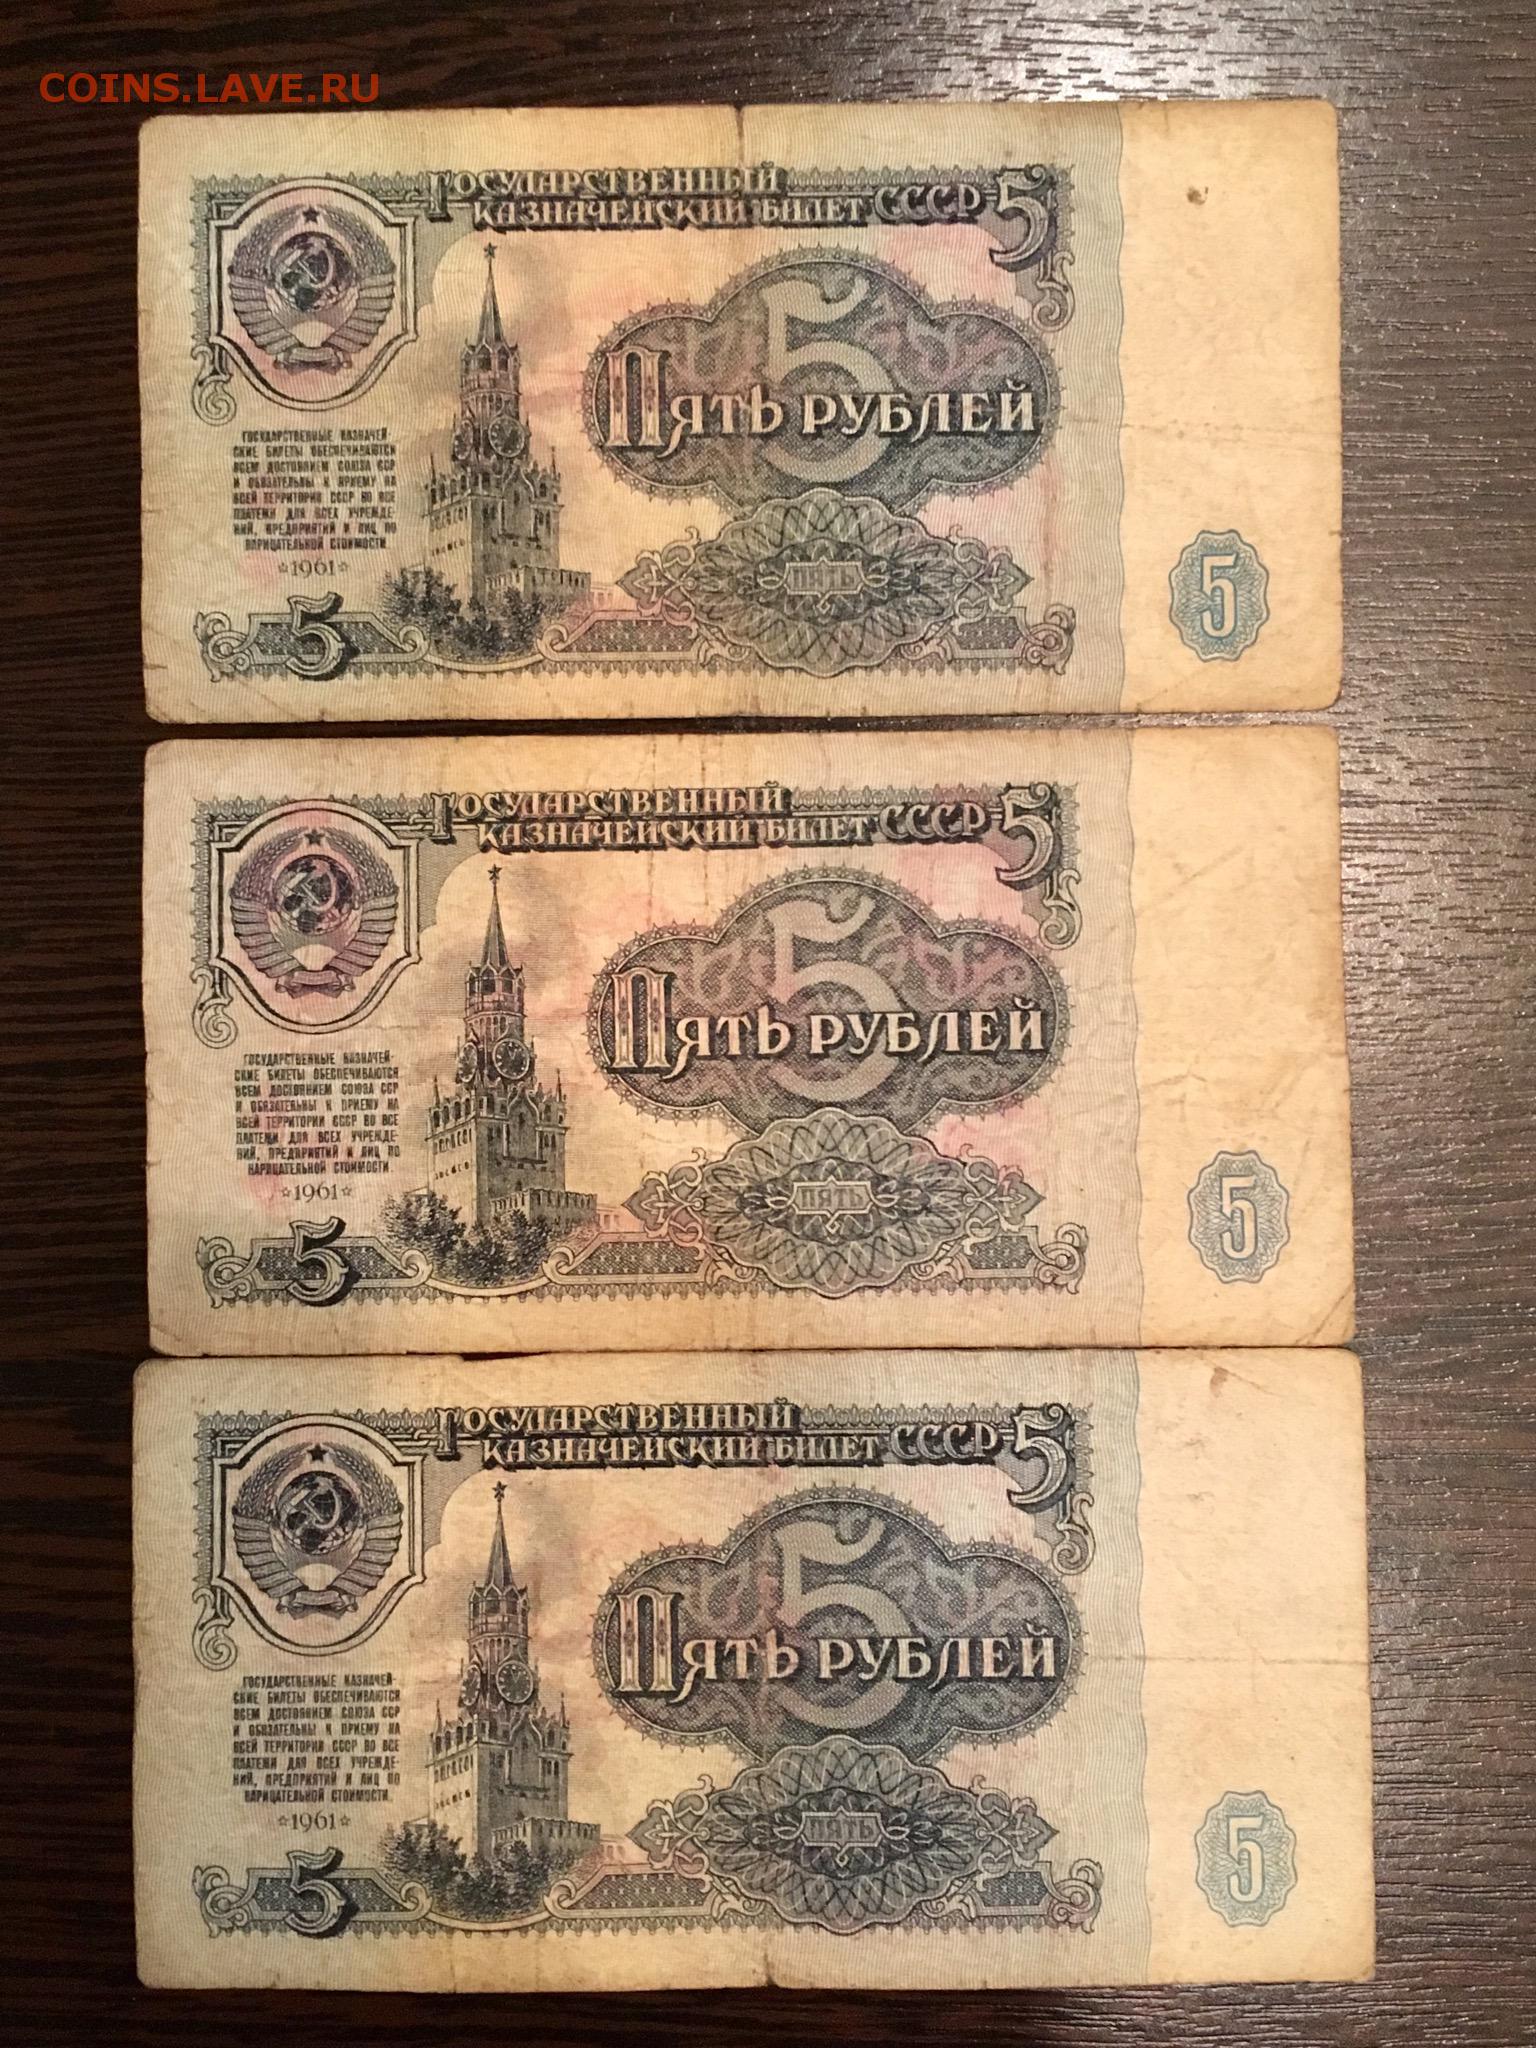 COINS.LAVE.RU
ГОСУДАРСТВЕННЫЙ
КАЗНАЧЕЙСКИЙ БИЛЕТ СССР 5
5
ПЯТЬ РУБЛЕЙ
ГОСУДАРСТВЕННЫЕ КАЗНАЧЕЙ-
СКИЕ БИЛЕТЫ ОБЕСПЕЧИВАЮТСЯ
ВСЕМ ДОСТОЯНИЕМ СОЮЗА ССР
И ОБЯЗАТЕЛЬНЫ К ПРИЕМУ НА
ВСЕЙ ТЕРРИТОРИИ СССР ВО ВСЕ
ПЛАТЕЖИ ДЛЯ ВСЕХ УЧРЕЖДЕ-
НИЙ, ПРЕДПРИЯТИЙ И ЛИЦ ПО
НАРИЦАТЕЛЬНОЙ СТОИМОСТИ.
1961
ПЯТЬ
5
5
ГОСУДАРСТВЕННЫЙ
КАЗНАЧЕЙСКИЙ БИЛЕТ СССР 5
5
ПЯТЬ РУБЛЕЙ
ГОСУДАРСТВЕННЫЕ КАЗНАЧЕЙ-
СКИЕ БИЛЕТЫ ОБЕСПЕЧИВАЮТСЯ
ВСЕМ ДОСТОЯНИЕМ СОЮЗА ССР
И ОБЯЗАТЕЛЬНЫ К ПРИЕМУ НА
ВСЕЙ ТЕРРИТОРИИ СССР ВО ВСЕ
ПЛАТЕЖИ ДЛЯ ВСЕХ УЧРЕЖДЕ-
НИЙ, ПРЕДПРИЯТИЙ И ЛИЦ ПО
НАРИЦАТЕЛЬНОЙ СТОИМОСТИ.
1961
ПЯТЬ
5
5
ГОСУДАРСТВЕННЫЙ
КАЗНАЧЕЙСКИЙ БИЛЕТ СССР 5
5
ПЯТЬ РУБЛЕЙ
ГОСУДАРСТВЕННЫЕ КАЗНАЧЕЙ-
СКИЕ БИЛЕТЫ ОБЕСПЕЧИВАЮТСЯ
ВСЕМ ДОСТОЯНИЕМ СОЮЗА ССР
И ОБЯЗАТЕЛЬНЫ К ПРИЕМУ НА
ВСЕЙ ТЕРРИТОРИИ СССР ВО ВСЕ
ПЛАТЕЖИ ДЛЯ ВСЕХ УЧРЕЖДЕ-
НИЙ, ПРЕДПРИЯТИЙ И ЛИЦ ПО
НАРИЦАТЕЛЬНОЙ СТОИМОСТИ.
1961
ПЯТЬ
5
5